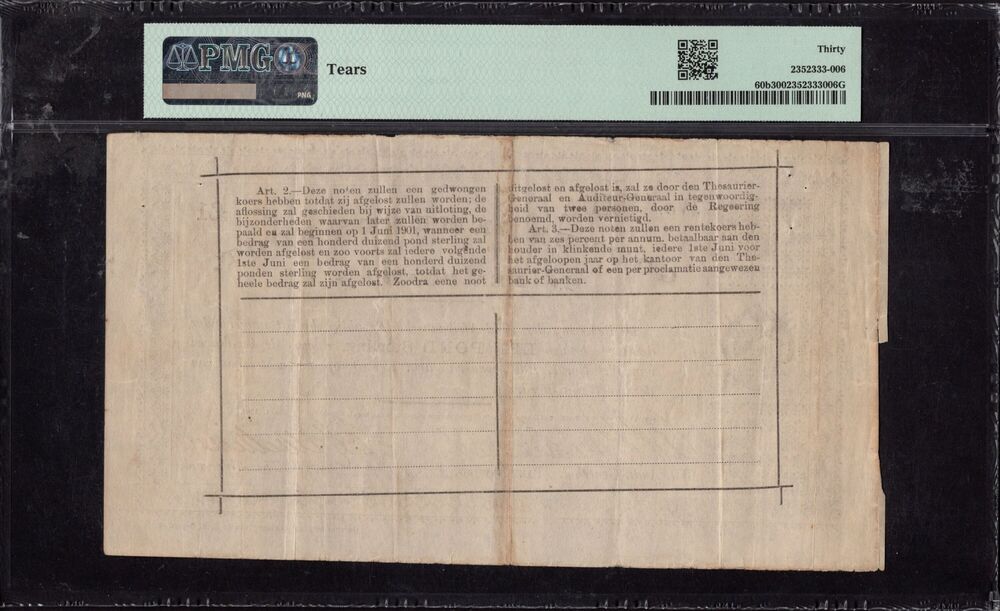 PMG
PNG
Tears
Thirty
2352333-006
60b3002352333006G
Art. 2.—Deze noten zullen een gedwongen
koers hebben totdat zij afgelost zullen worden; de
aflossing zal geschieden bij wijze van uitloting, de
bijzonderheden waarvan later zullen worden be-
paald en zal beginnen op 1 Juni 1901, wanneer een
bedrag van een honderd duizend pond sterling zal
worden afgelost en zoo voorts zal iedere volgende
1ste Juni een bedrag van een honderd duizend
ponden sterling worden afgelost, totdat het ge-
heele bedrag zal zijn afgelost. Zoodra eene noot
uitgelost en afgelost is, zal ze door den Thesaurier-
Generaal en Auditeur-Generaal in tegenwoordig-
heid van twee personen, door de Regeering
benoemd, worden vernietigd.
Art. 3.—Deze noten zullen een rentekoers heb-
ben van zes percent per annum, betaalbaar aan den
houder in klinkende munt, iedere 1ste Juni voor
het afgeloopen jaar op het kantoor van den The-
saurier-Generaal of een per proclamatie aangewezen
bank of banken.